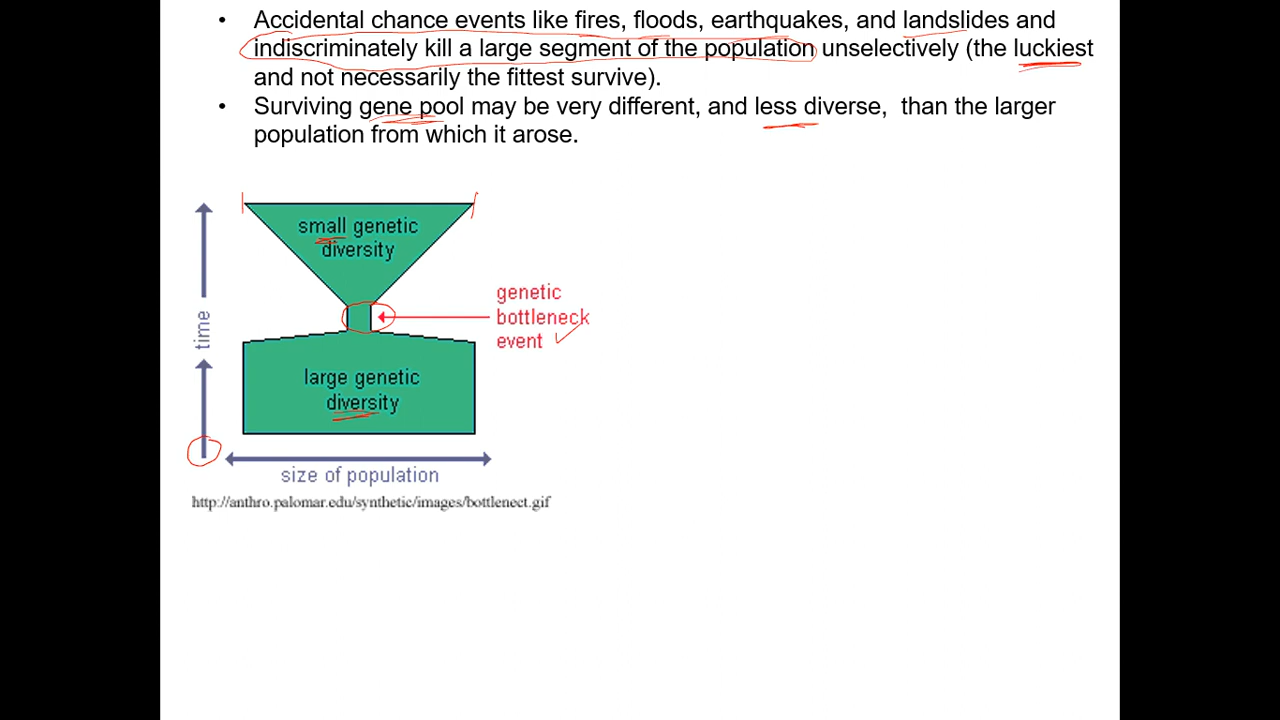 • Accidental chance events like fires, floods, earthquakes, and landslides and
indiscriminately kill a large segment of the population unselectively (the luckiest
and not necessarily the fittest survive).
• Surviving gene pool may be very different, and less diverse, than the larger
population from which it arose.
small genetic
diversity
genetic
bottleneck
event
time
large genetic
diversity
size of population
http://anthro.palomar.edu/synthetic/images/bottlenect.gif